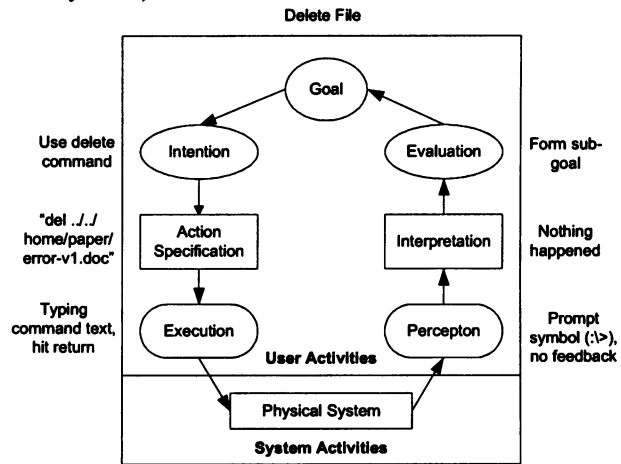 Delete File
Goal
Use delete
command
Intention
Evaluation
Form sub-
goal
"del ../../
home/paper/
error-v1.doc"
Action
Specification
Interpretation
Nothing
happened
Typing
command text,
hit return
Execution
Percepton
Prompt
symbol (:\>),
no feedback
User Activities
Physical System
System Activities